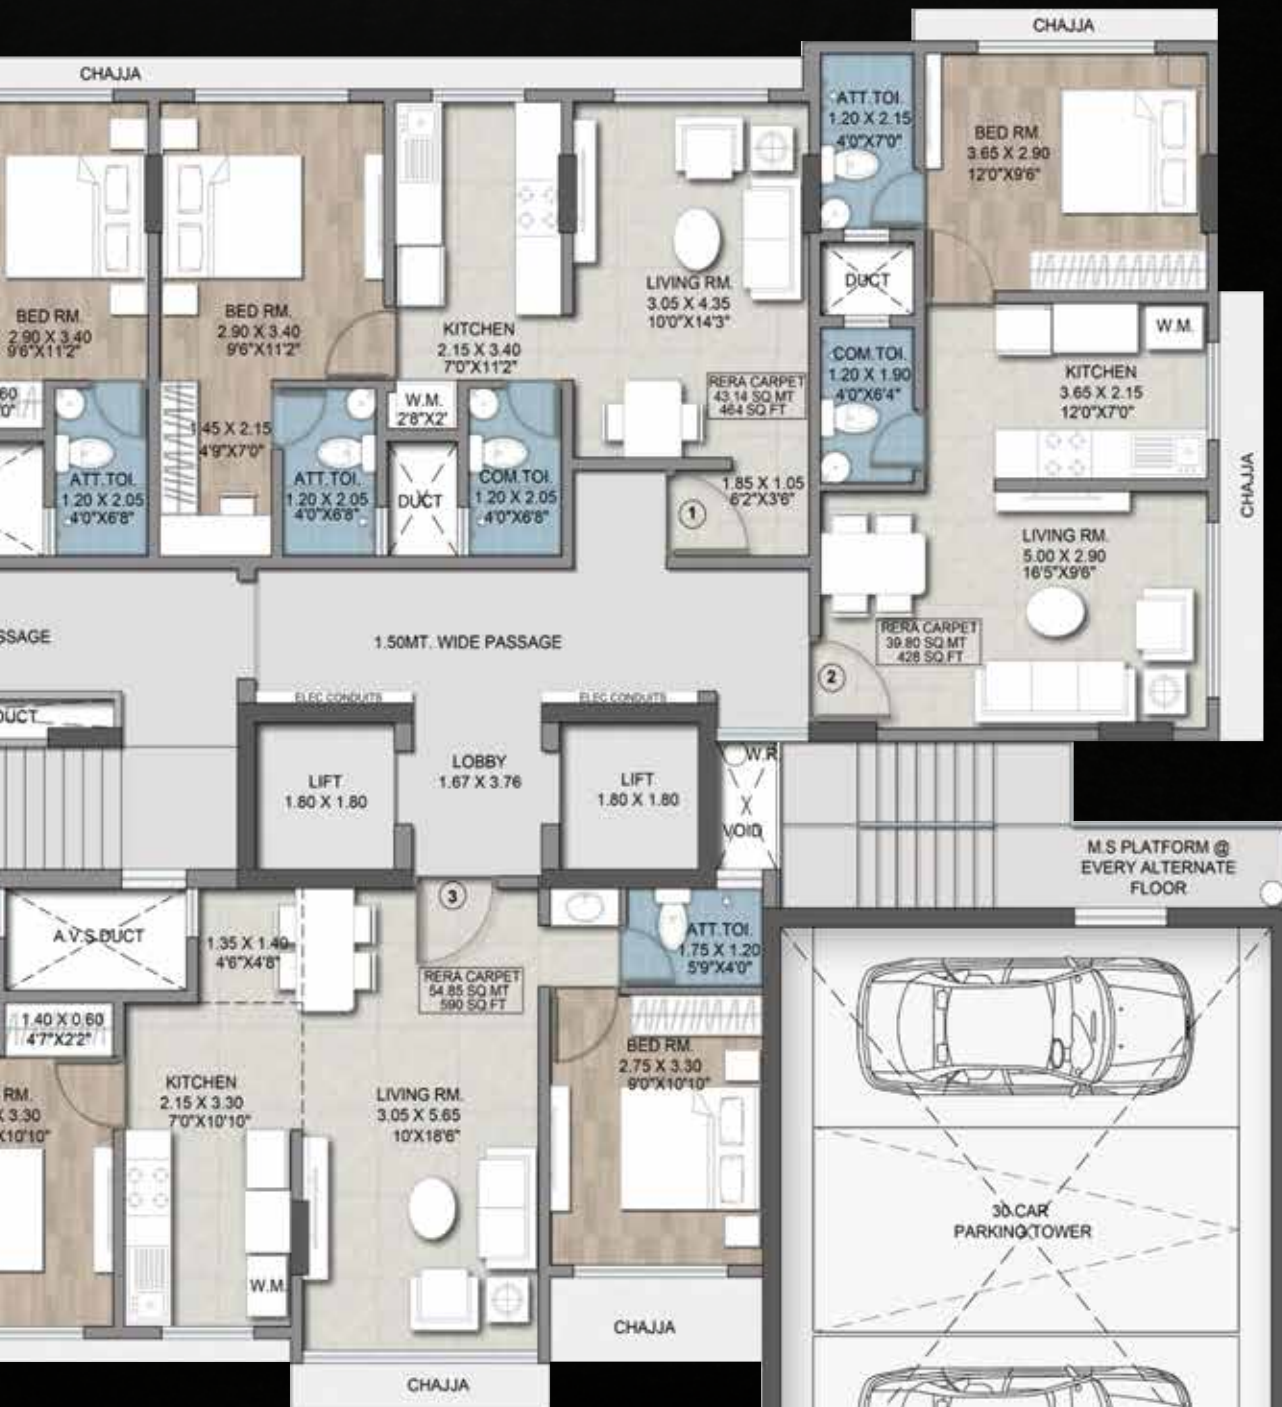 CHAJJA
CHAJJA
ATT.TOI.
1.20 X 2.15
4'0"X7'0"
BED RM.
3.65 X 2.90
12'0"X9'6"
BED RM.
2.90 X 3.40
9'6"X11'2"
BED RM.
2.90 X 3.40
9'6"X11'2"
KITCHEN
2.15 X 3.40
7'0"X11'2"
LIVING RM.
3.05 X 4.35
10'0"X14'3"
DUCT
W.M.
COM.TOI.
1.20 X 1.90
4'0"X6'4"
KITCHEN
3.65 X 2.15
12'0"X7'0"
RERA CARPET
43.14 SQ.MT
464 SQ.FT
W.M.
2'8"X2'
1.45 X 2.15
4'9"X7'0"
ATT.TOI.
1.20 X 2.05
4'0"X6'8"
ATT.TOI.
1.20 X 2.05
4'0"X6'8"
DUCT
COM.TOI.
1.20 X 2.05
4'0"X6'8"
1.85 X 1.05
6'2"X3'6"
1
CHAJJA
LIVING RM.
5.00 X 2.90
16'5"X9'6"
SSAGE
1.50MT. WIDE PASSAGE
RERA CARPET
39.80 SQ.MT
428 SQ.FT
2
ELEC.CONDUITS
ELEC.CONDUITS
DUCT
LIFT
1.80 X 1.80
LOBBY
1.67 X 3.76
LIFT
1.80 X 1.80
W.R
VOID
M.S PLATFORM @
EVERY ALTERNATE
FLOOR
3
A.V.S DUCT
1.35 X 1.40
4'6"X4'8"
ATT.TOI.
1.75 X 1.20
5'9"X4'0"
RERA CARPET
54.85 SQ.MT
590 SQ.FT
1.40 X 0.60
4'7"X2'2"
BED RM.
2.75 X 3.30
9'0"X10'10"
RM.
X 3.30
X10'10"
KITCHEN
2.15 X 3.30
7'0"X10'10"
LIVING RM.
3.05 X 5.65
10'X18'6"
30 CAR
PARKING TOWER
W.M.
CHAJJA
CHAJJA